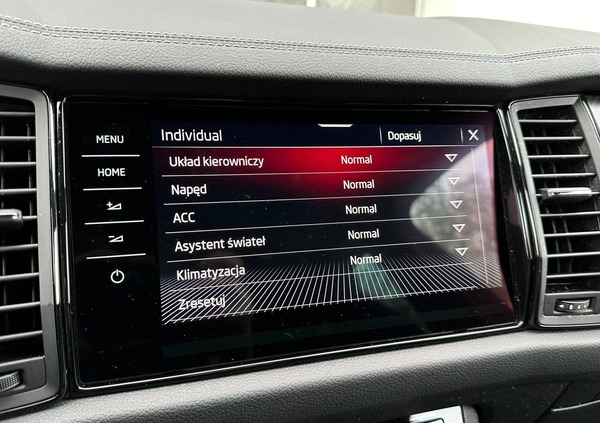 MENU
HOME
Individual Dopasuj X
Układ kierowniczy Normal
Napęd Normal
ACC Normal
Asystent świateł Normal
Klimatyzacja Normal
Zresetuj